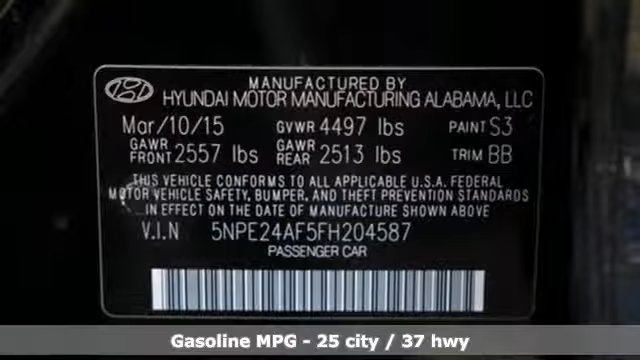 MANUFACTURED BY
HYUNDAI MOTOR MANUFACTURING ALABAMA, LLC
Mar/10/15 GVWR 4497 lbs PAINT S3
GAWR FRONT 2557 lbs GAWR REAR 2513 lbs TRIM BB
THIS VEHICLE CONFORMS TO ALL APPLICABLE U.S.A. FEDERAL
MOTOR VEHICLE SAFETY, BUMPER, AND THEFT PREVENTION STANDARDS
IN EFFECT ON THE DATE OF MANUFACTURE SHOWN ABOVE
V.I.N 5NPE24AF5FH204587
PASSENGER CAR
Gasoline MPG - 25 city / 37 hwy